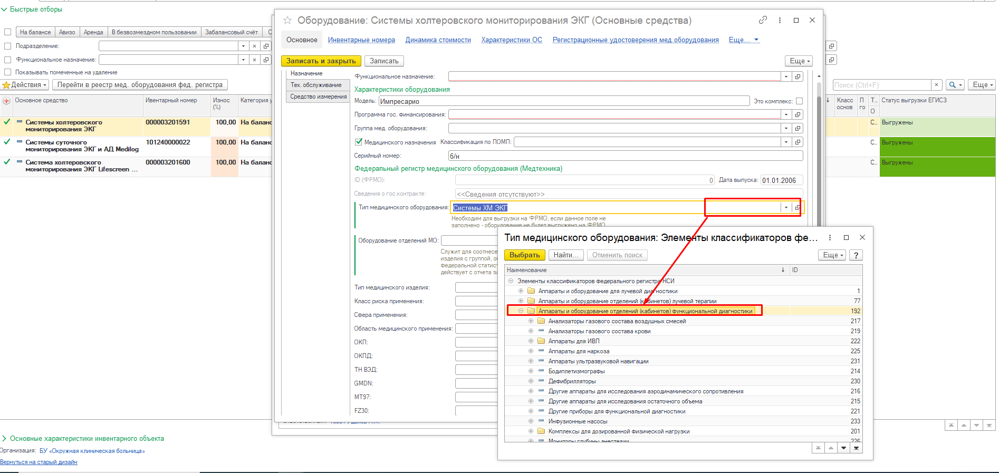 Быстрые отборы
На балансе
Авизо
Аренда
В безвозмездном пользовании
Забалансовый счёт
Подразделение:
Функциональное назначение:
Показывать помеченные на удаление
Действия
Перейти в реестр мед. оборудования фед. регистра
Основное средство
Ивентарный номер
Износ (%)
Категория у
Системы холтеровского мониторирования ЭКГ
000003201591
100,00
На баланс
Системы суточного мониторирования ЭКГ и АД Medilog
101240000022
100,00
На баланс
Система холтеровского мониторирования ЭКГ Lifescreen ...
000003201600
100,00
На баланс
Основные характеристики инвентарного объекта
Организация:
БУ «Окружная клиническая больница»
Вернуться на старый дизайн
Оборудование: Системы холтеровского мониторирования ЭКГ (Основные средства)
Основное
Инвентарные номера
Динамика стоимости
Характеристики ОС
Регистрационные удостоверения мед.оборудования
Еще...
Записать и закрыть
Записать
Еще
Назначение
Тех. обслуживание
Средство измерения
Функциональное назначение:
Характеристики оборудования
Модель:
Импресарио
Это комплекс:
Программа гос. финансирования:
Группа мед. оборудования:
Медицинского назначения
Классификация по ПОМП:
Серийный номер:
б/н
Федеральный регистр медицинского оборудования (Медтехника)
ID (ФРМО):
0
Дата выпуска:
01.01.2006
Сведения о гос.контракте:
<<Сведения отсутствуют>>
Тип медицинского оборудования:
Системы ХМ ЭКГ
Необходим для выгрузки на ФРМО, если данное поле не
заполнено - оборудование не будет выгружено на ФРМО
Оборудование отделений МО:
Служит для соотнесе
изделия с группой, о
федеральной статист
действует с отчета за
Тип медицинского изделия:
Класс риска применения:
Сфера применения:
Область медицинского применения:
ОКП:
ОКПД:
ТН ВЭД:
GMDN:
МТ97:
FZ30:
Поиск (Ctrl+F)
Еще
Класс основ
П го
Т...
О
Статус выгрузки ЕГИСЗ
С...
Выгружены
С...
Выгружены
С...
Выгружены
Тип медицинского оборудования: Элементы классификаторов фе...
Выбрать
Найти...
Отменить поиск
Еще
?
Наименование
ID
Элементы классификаторов федерального регистра НСИ
Аппараты и оборудование для лучевой диагностики
1
Аппараты и оборудование отделений (кабинетов) лучевой терапии
77
Аппараты и оборудование отделений (кабинетов) функциональной диагностики
192
Анализаторы газового состава воздушных смесей
217
Анализаторы газового состава крови
219
Аппараты для ИВЛ
222
Аппараты для наркоза
225
Аппараты ультразвуковой навигации
231
Бодиплетизмографы
214
Дефибрилляторы
230
Другие аппараты для исследования аэродинамического сопротивления
216
Другие аппараты для исследования остаточного объема
215
Другие приборы для функциональной диагностики
221
Инфузионные насосы
233
Комплексы для дозированной физической нагрузки
201
Мониторы глубины анестезии
226